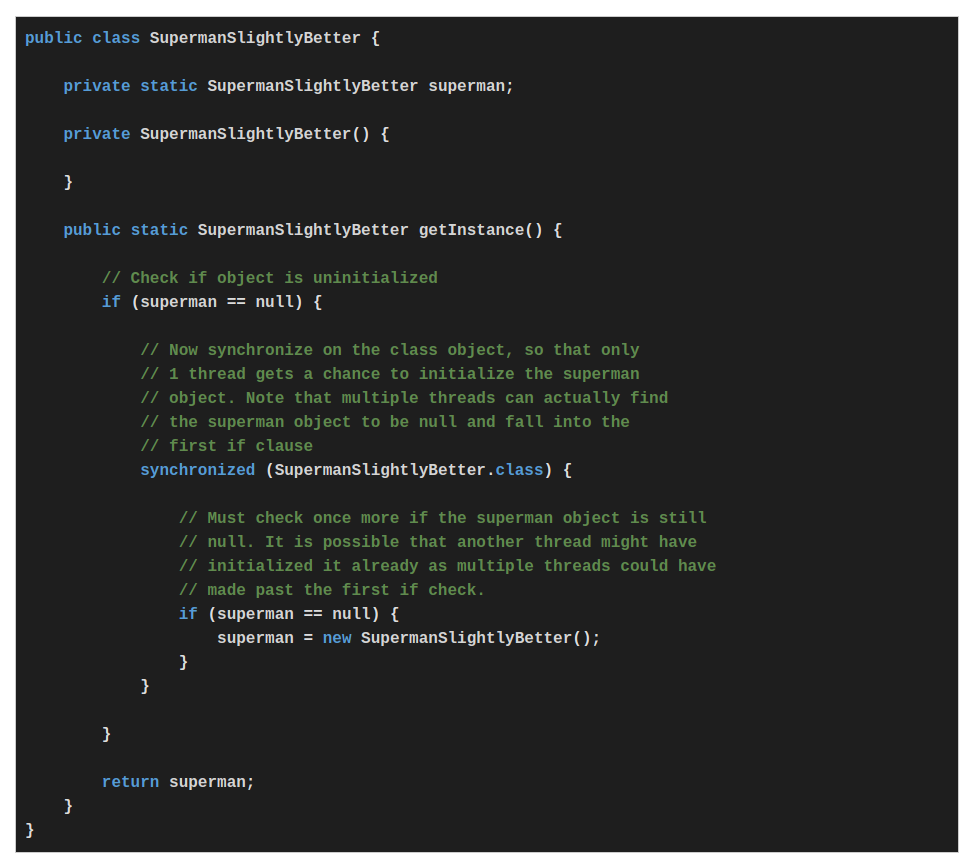 public class SupermanSlightlyBetter {
private static SupermanSlightlyBetter superman;
private SupermanSlightlyBetter() {
}
public static SupermanSlightlyBetter getInstance() {
// Check if object is uninitialized
if (superman == null) {
// Now synchronize on the class object, so that only
// 1 thread gets a chance to initialize the superman
// object. Note that multiple threads can actually find
// the superman object to be null and fall into the
// first if clause
synchronized (SupermanSlightlyBetter.class) {
// Must check once more if the superman object is still
// null. It is possible that another thread might have
// initialized it already as multiple threads could have
// made past the first if check.
if (superman == null) {
superman = new SupermanSlightlyBetter();
}
}
}
return superman;
}
}